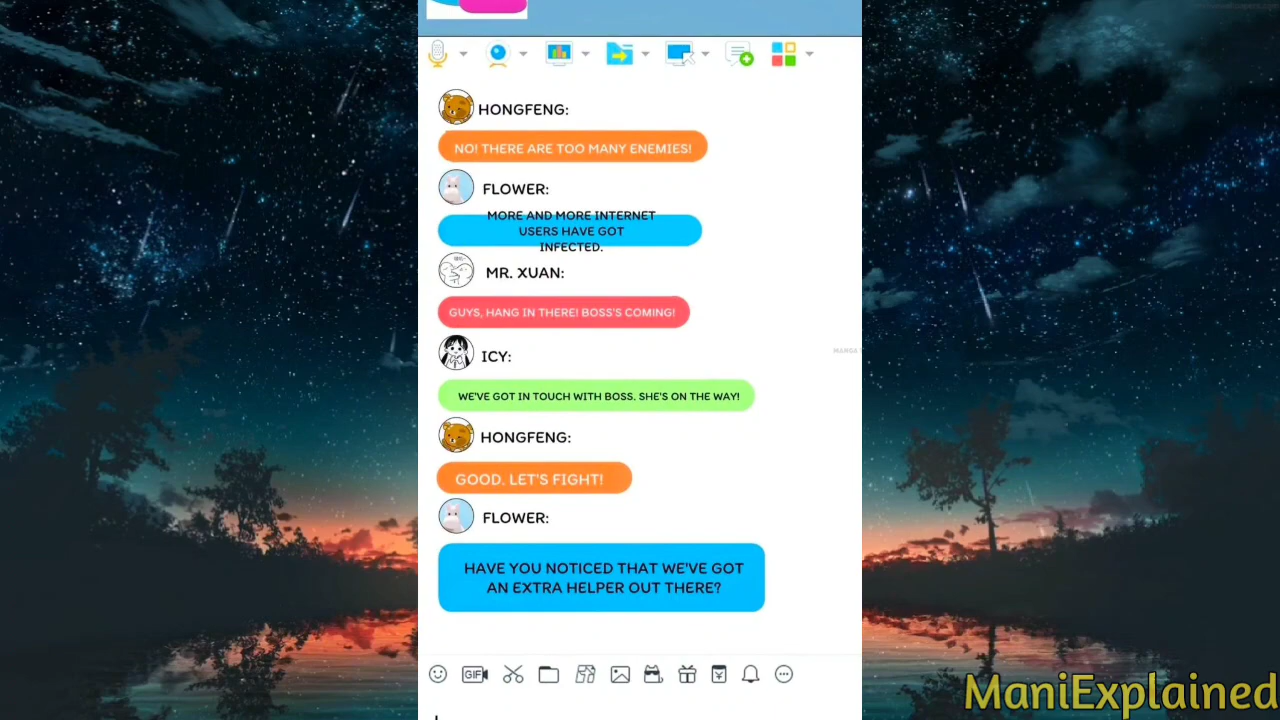 HONGFENG:
NO! THERE ARE TOO MANY ENEMIES!
FLOWER:
MORE AND MORE INTERNET
USERS HAVE GOT
INFECTED.
MR. XUAN:
GUYS, HANG IN THERE! BOSS'S COMING!
MANGA
ICY:
WE'VE GOT IN TOUCH WITH BOSS. SHE'S ON THE WAY!
HONGFENG:
GOOD. LET'S FIGHT!
FLOWER:
HAVE YOU NOTICED THAT WE'VE GOT
AN EXTRA HELPER OUT THERE?
GIF
ManiExplained